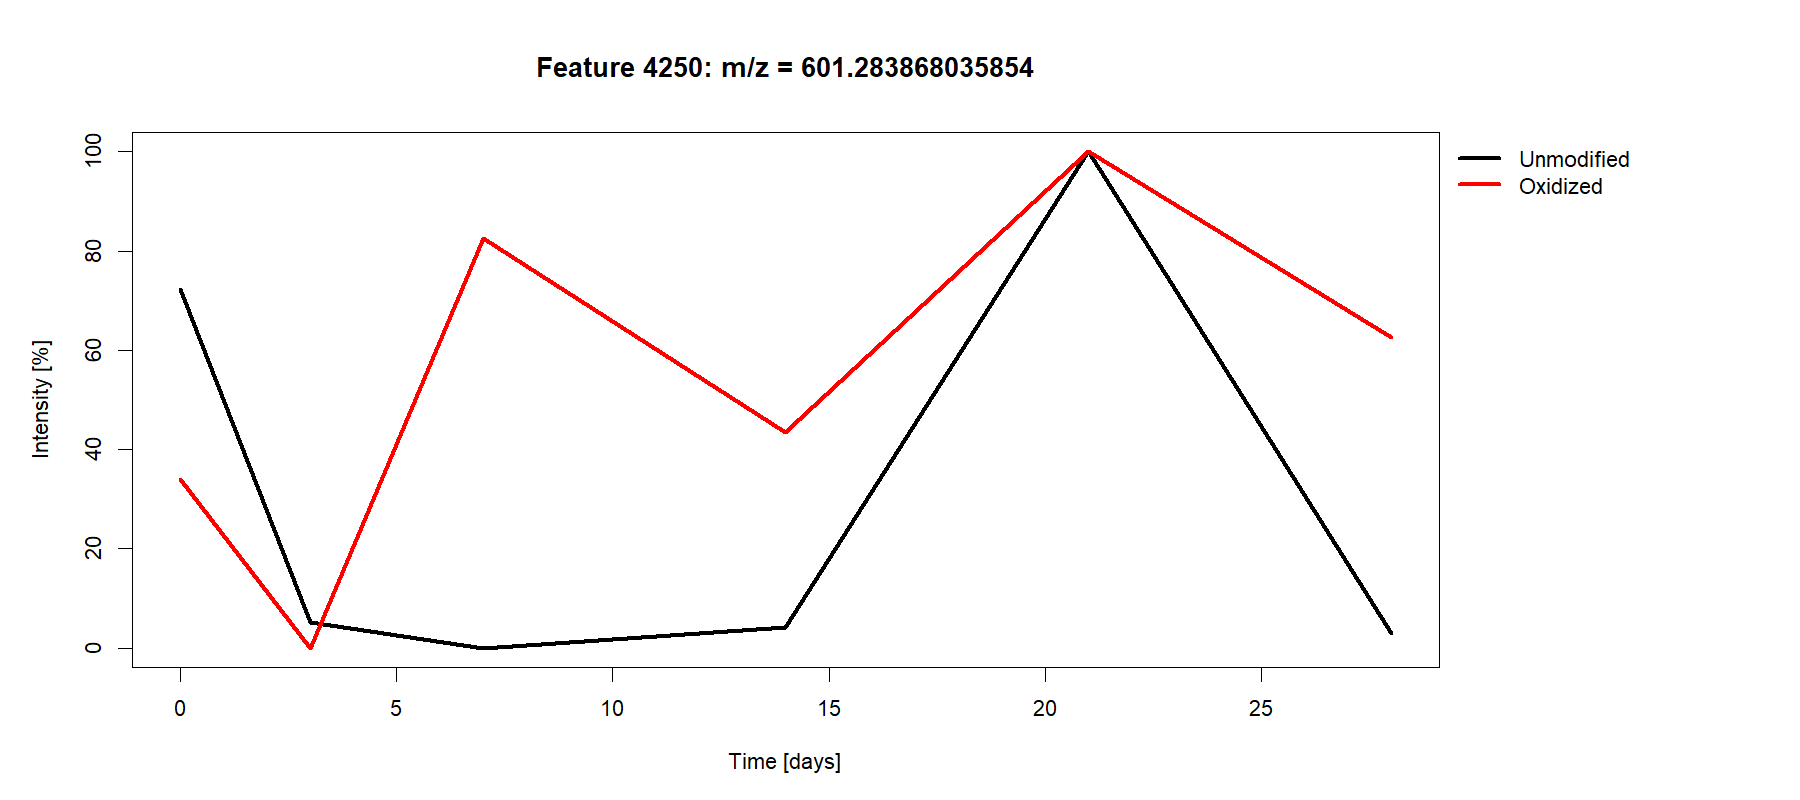 Feature 4250: m/z = 601.283868035854
Unmodified
Oxidized
Intensity [%]
100
80
60
40
20
0
0 5 10 15 20 25
Time [days]